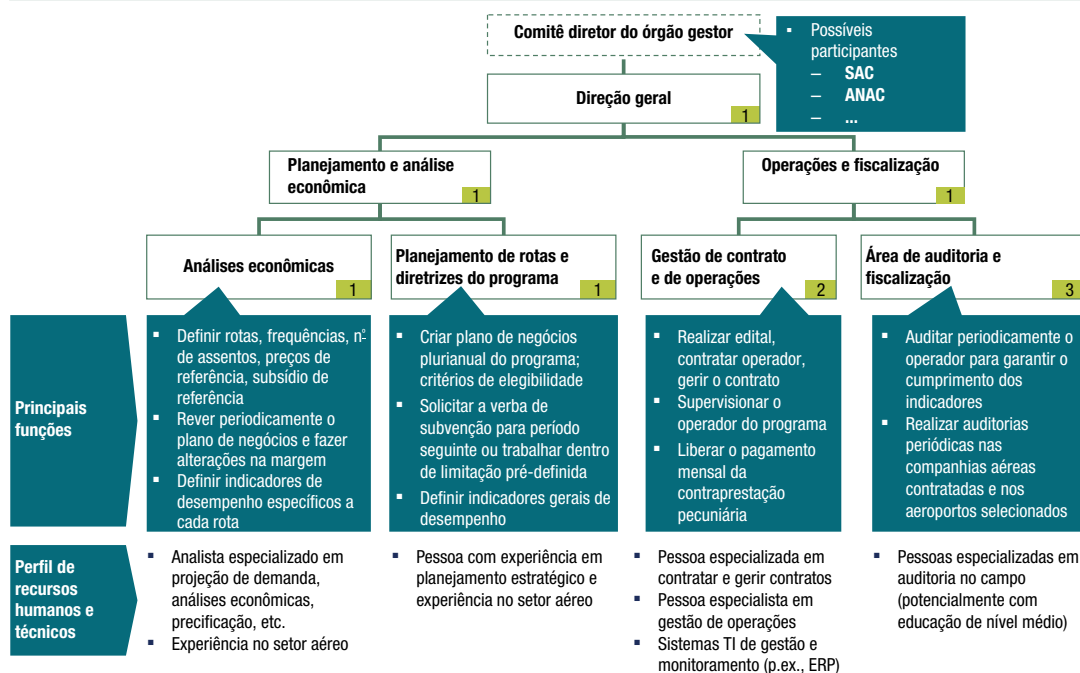 Comitê diretor do órgão gestor
▪ Possíveis
participantes
– SAC
– ANAC
– ...
Direção geral
1
Planejamento e análise
econômica
1
Operações e fiscalização
1
Análises econômicas
1
Planejamento de rotas e
diretrizes do programa
1
Gestão de contrato
e de operações
2
Área de auditoria e
fiscalização
3
Principais
funções
▪ Definir rotas, frequências, nº
de assentos, preços de
referência, subsídio de
referência
▪ Rever periodicamente o
plano de negócios e fazer
alterações na margem
▪ Definir indicadores de
desempenho específicos a
cada rota
▪ Criar plano de negócios
plurianual do programa;
critérios de elegibilidade
▪ Solicitar a verba de
subvenção para período
seguinte ou trabalhar dentro
de limitação pré-definida
▪ Definir indicadores gerais de
desempenho
▪ Realizar edital,
contratar operador,
gerir o contrato
▪ Supervisionar o
operador do programa
▪ Liberar o pagamento
mensal da
contraprestação
pecuniária
▪ Auditar periodicamente o
operador para garantir o
cumprimento dos
indicadores
▪ Realizar auditorias
periódicas nas
companhias aéreas
contratadas e nos
aeroportos selecionados
Perfil de
recursos
humanos e
técnicos
▪ Analista especializado em
projeção de demanda,
análises econômicas,
precificação, etc.
▪ Experiência no setor aéreo
▪ Pessoa com experiência em
planejamento estratégico e
experiência no setor aéreo
▪ Pessoa especializada em
contratar e gerir contratos
▪ Pessoa especialista em
gestão de operações
▪ Sistemas TI de gestão e
monitoramento (p.ex., ERP)
▪ Pessoas especializadas em
auditoria no campo
(potencialmente com
educação de nível médio)